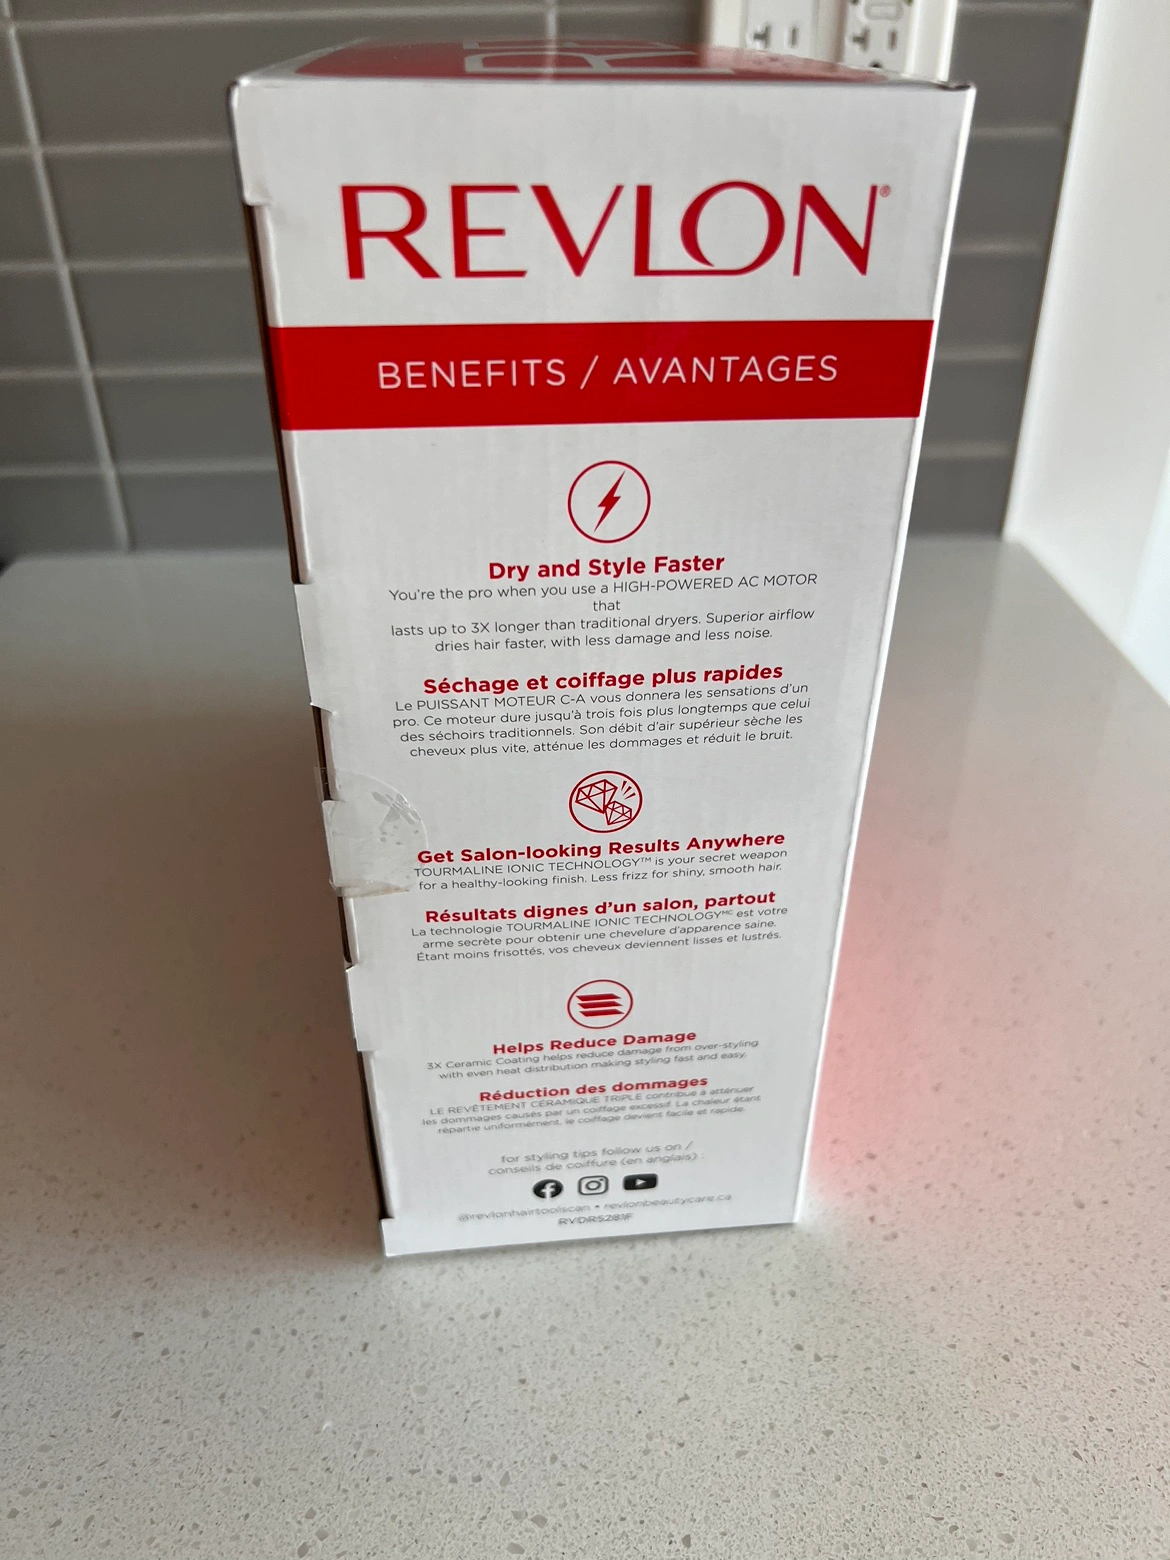 REVLON®
BENEFITS / AVANTAGES
Dry and Style Faster
You're the pro when you use a HIGH-POWERED AC MOTOR
that
lasts up to 3X longer than traditional dryers. Superior airflow
dries hair faster, with less damage and less noise.
Séchage et coiffage plus rapides
Le PUISSANT MOTEUR C-A vous donnera les sensations d'un
pro. Ce moteur dure jusqu'à trois fois plus longtemps que celui
des séchoirs traditionnels. Son débit d'air supérieur sèche les
cheveux plus vite, atténue les dommages et réduit le bruit.
Get Salon-looking Results Anywhere
TOURMALINE IONIC TECHNOLOGY™ is your secret weapon
for a healthy-looking finish. Less frizz for shiny, smooth hair.
Résultats dignes d'un salon, partout
La technologie TOURMALINE IONIC TECHNOLOGYᴹᶜ est votre
arme secrète pour obtenir une chevelure d'apparence saine.
Étant moins frisottés, vos cheveux deviennent lisses et lustrés.
Helps Reduce Damage
3X Ceramic Coating helps reduce damage from over-styling
with even heat distribution making styling fast and easy.
Réduction des dommages
LE REVÊTEMENT CÉRAMIQUE TRIPLE contribue à atténuer
les dommages causés par un coiffage excessif. La chaleur étant
répartie uniformément, le coiffage devient facile et rapide.
for styling tips follow us on /
conseils de coiffure (en anglais) :
@revlonhairtoolscan • revlonbeautycare.ca
RVDR5281F